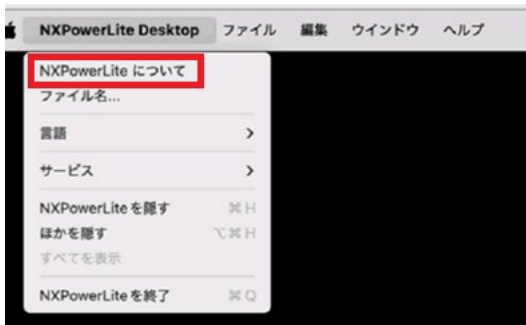 NXPowerLite Desktop ファイル 編集 ウインドウ ヘルプ
NXPowerLite について
ファイル名...
言語 >
サービス >
NXPowerLite を隠す ⌘ H
ほかを隠す ⌥ ⌘ H
すべてを表示
NXPowerLite を終了 ⌘ Q